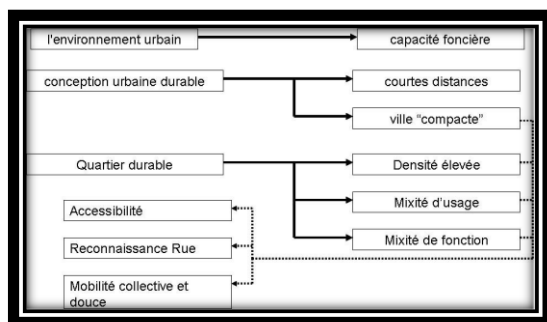 l'environnement urbain
capacité foncière
conception urbaine durable
courtes distances
ville “compacte”
Quartier durable
Densité élevée
Mixité d'usage
Accessibilité
Mixité de fonction
Reconnaissance Rue
Mobilité collective et
douce